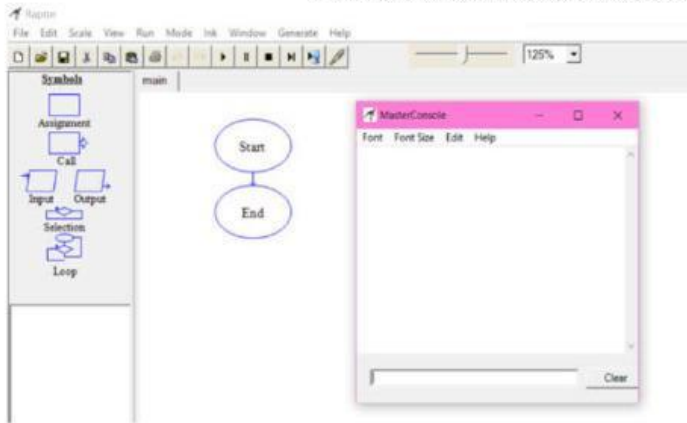 Raptor
File Edit Scale View Run Mode Ink Window Generate Help
125%
Symbols
main
Assignment
Call
Input Output
Selection
Loop
Start
End
MasterConsole
Font Font Size Edit Help
Clear